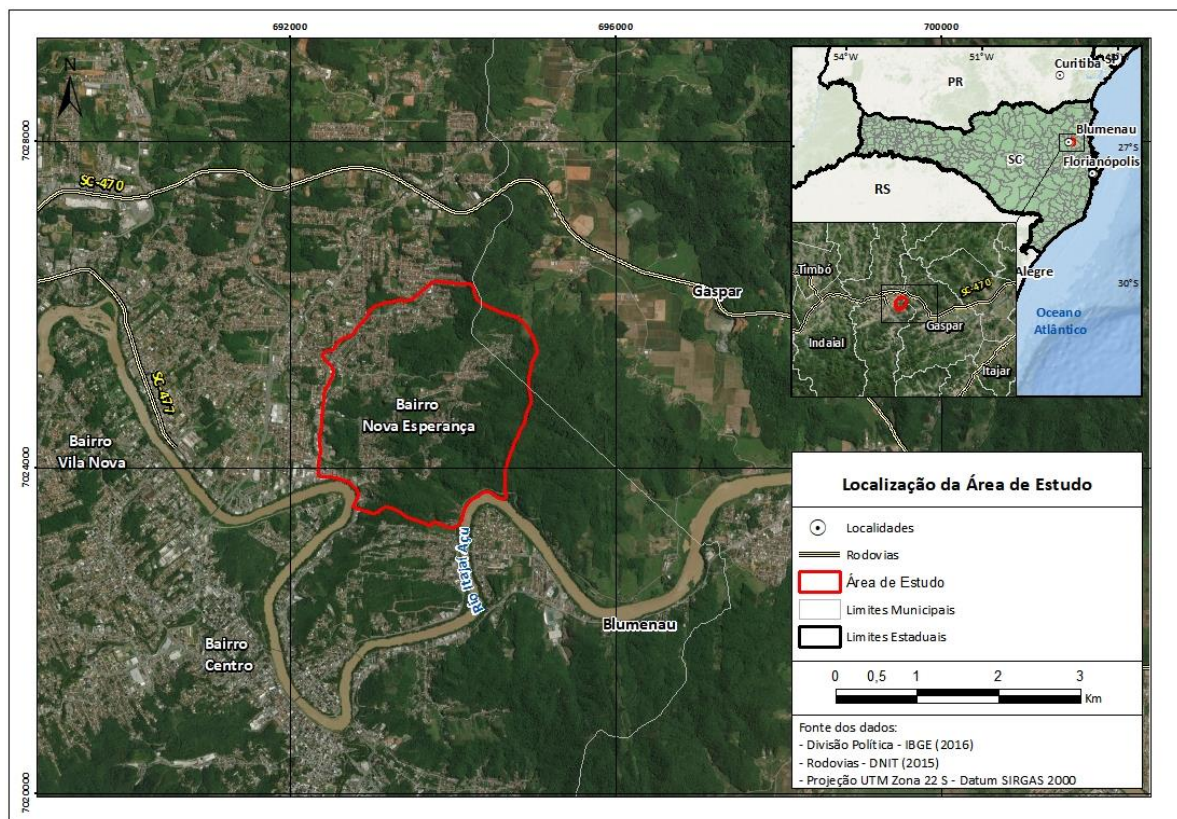 692000
696000
700000
7028000
7024000
7020000
N
SC-470
SC-477
Gaspar
Bairro
Nova Esperança
Bairro
Vila Nova
Rio Itajaí Açu
Blumenau
Bairro
Centro
54°W
51°W
Curitiba
SP
PR
Blumenau
27°S
SC
Florianópolis
RS
Alegre
30°S
Oceano
Atlântico
Timbó
SC-470
Gaspar
Indaial
Itajar
Localização da Área de Estudo
Localidades
Rodovias
Área de Estudo
Limites Municipais
Limites Estaduais
0 0,5 1 2 3
Km
Fonte dos dados:
- Divisão Política - IBGE (2016)
- Rodovias - DNIT (2015)
- Projeção UTM Zona 22 S - Datum SIRGAS 2000